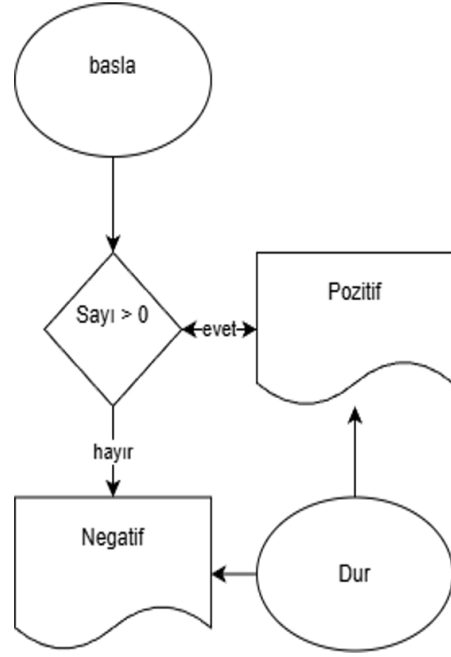 basla
Sayı > 0
evet
Pozitif
hayır
Negatif
Dur